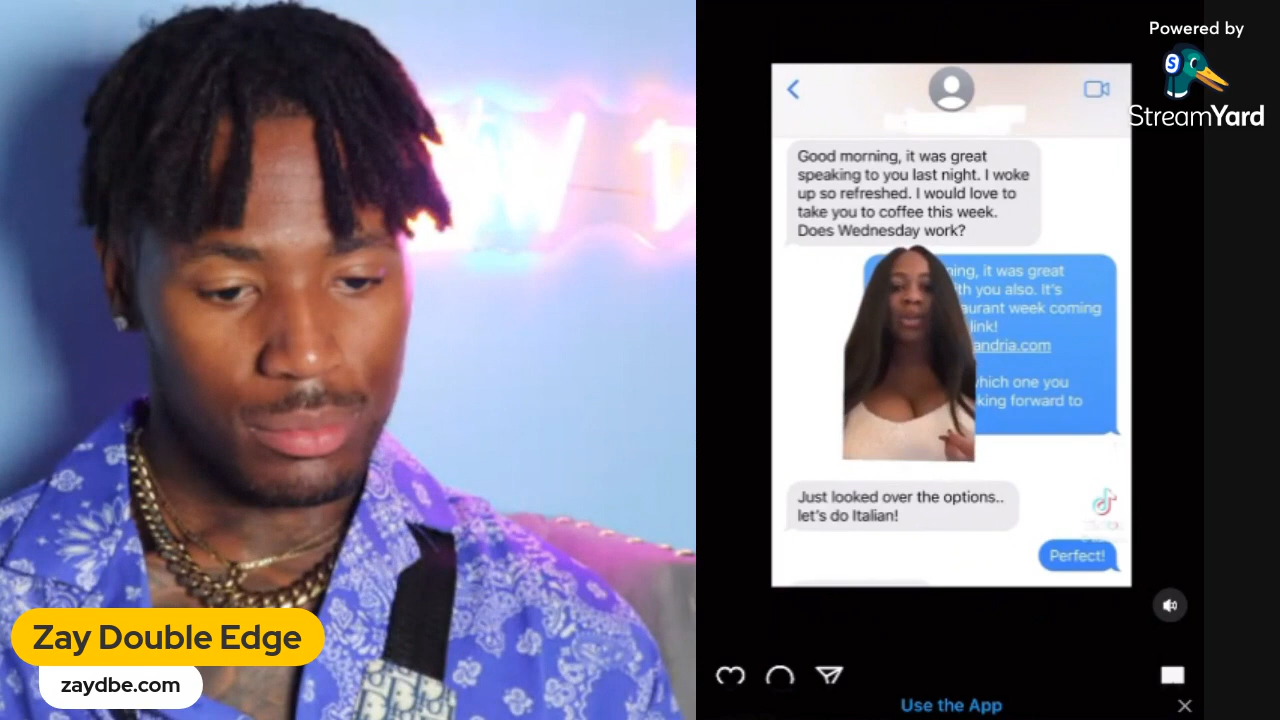 Powered by
StreamYard
Good morning, it was great
speaking to you last night. I woke
up so refreshed. I would love to
take you to coffee this week.
Does Wednesday work?
ning, it was great
ith you also. It's
aurant week coming
link!
andria.com
which one you
king forward to
Just looked over the options..
let's do Italian!
Perfect!
Use the App
Zay Double Edge
zaydbe.com